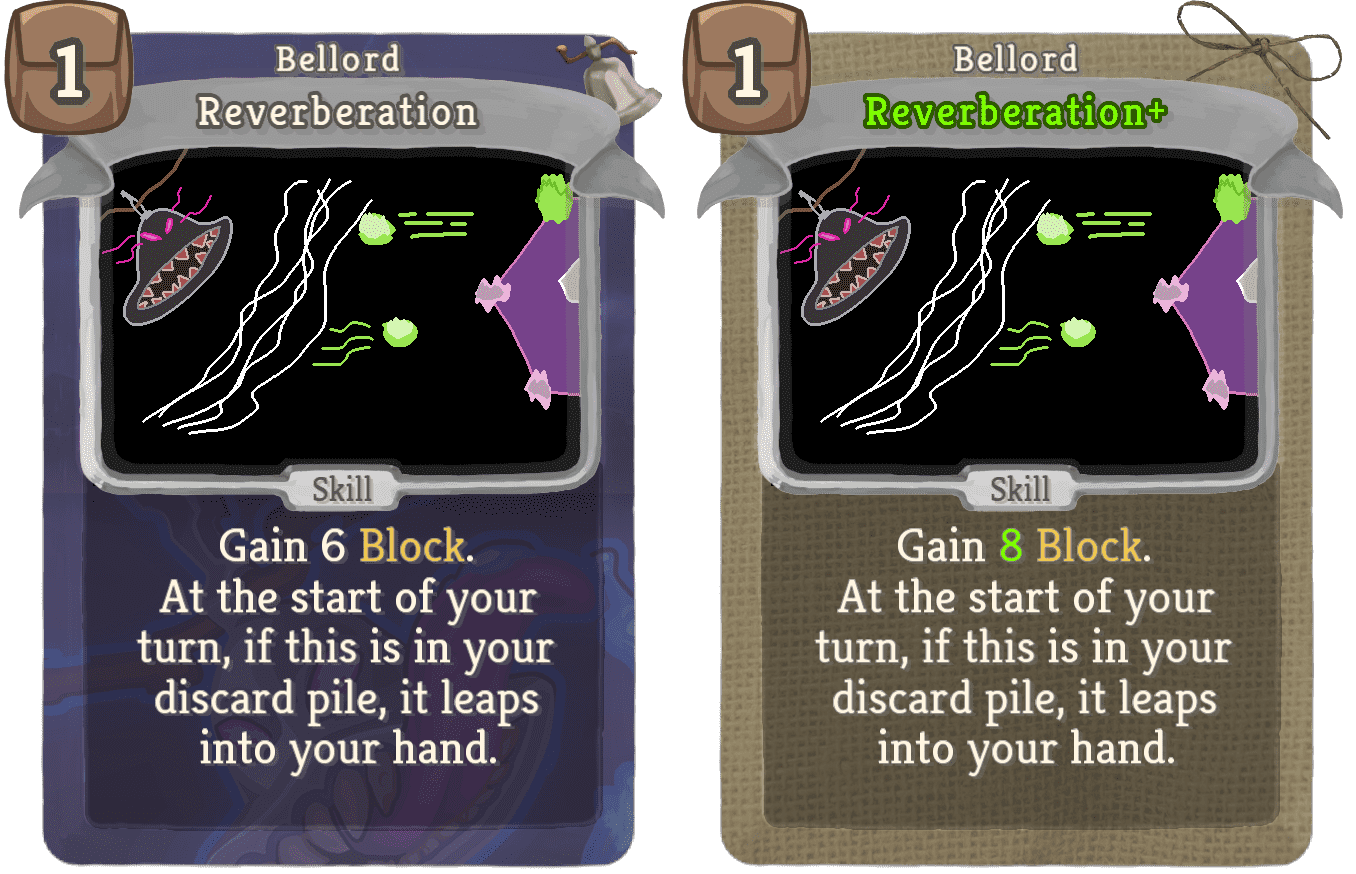 1
Bellord
Reverberation
Skill
Gain 6 Block.
At the start of your
turn, if this is in your
discard pile, it leaps
into your hand.
1
Bellord
Reverberation+
Skill
Gain 8 Block.
At the start of your
turn, if this is in your
discard pile, it leaps
into your hand.